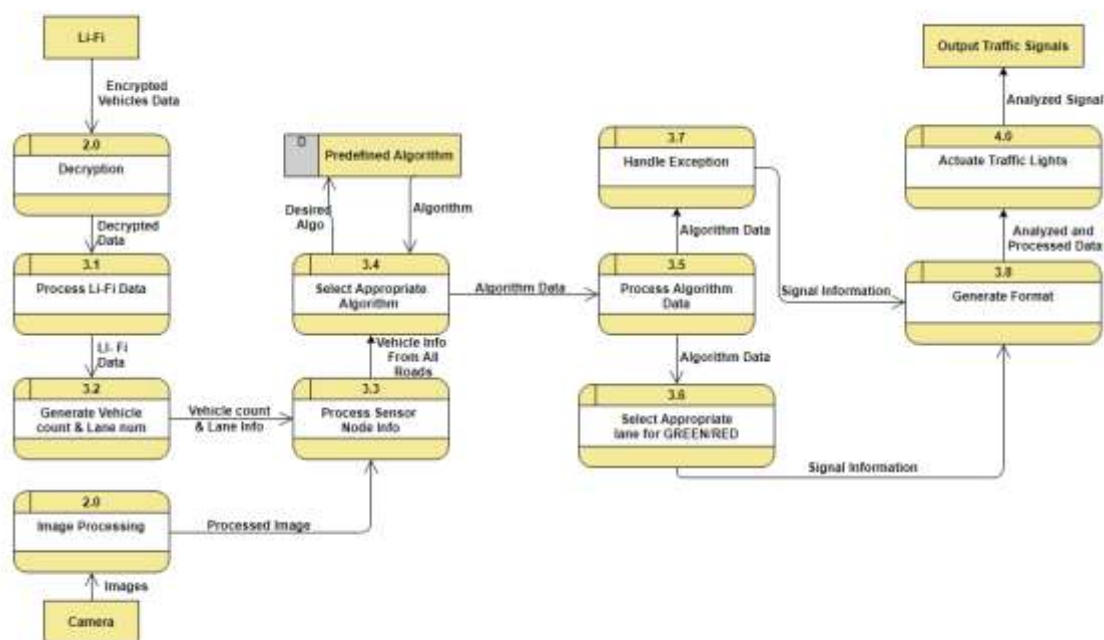 Li-Fi
Encrypted
Vehicles Data
2.0
Decryption
Decrypted
Data
3.1
Process Li-Fi Data
LI- Fi
Data
3.2
Generate Vehicle
count & Lane num
Vehicle count
& Lane Info
2.0
Image Processing
Processed Image
Images
Camera
D
Predefined Algorithm
Desired
Algo
Algorithm
3.4
Select Appropriate
Algorithm
Algorithm Data
Vehicle Info
From All
Roads
3.3
Process Sensor
Node Info
3.7
Handle Exception
Algorithm Data
3.5
Process Algorithm
Data
Algorithm Data
3.6
Select Appropriate
lane for GREEN/RED
Signal Information
Signal Information
Output Traffic Signals
Analyzed Signal
4.0
Actuate Traffic Lights
Analyzed and
Processed Data
3.8
Generate Format